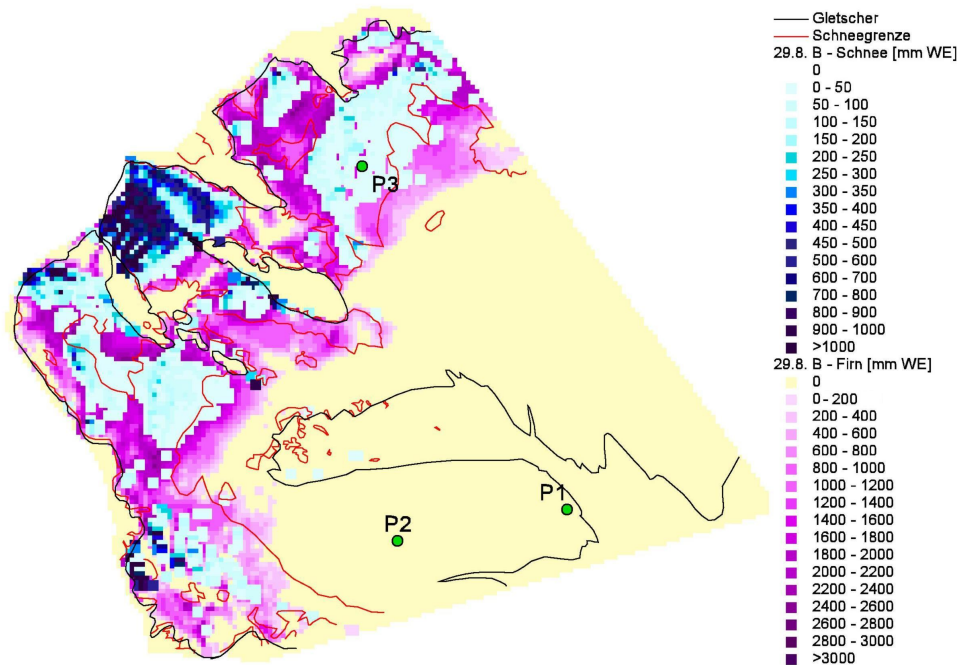 Gletscher
Schneegrenze
29.8. B - Schnee [mm WE]
0
0 - 50
50 - 100
100 - 150
150 - 200
200 - 250
250 - 300
300 - 350
350 - 400
400 - 450
450 - 500
500 - 600
600 - 700
700 - 800
800 - 900
900 - 1000
>1000
29.8. B - Firn [mm WE]
0
0 - 200
200 - 400
400 - 600
600 - 800
800 - 1000
1000 - 1200
1200 - 1400
1400 - 1600
1600 - 1800
1800 - 2000
2000 - 2200
2200 - 2400
2400 - 2600
2600 - 2800
2800 - 3000
>3000
P3
P1
P2